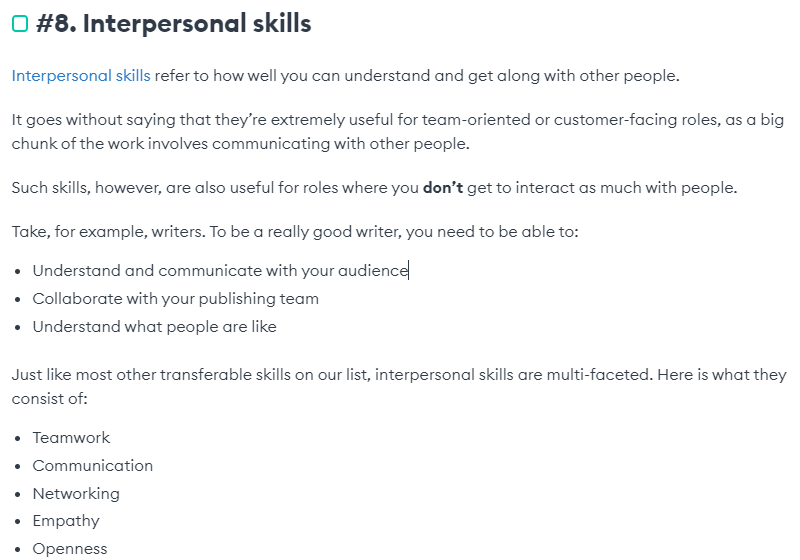 #8. Interpersonal skills
Interpersonal skills refer to how well you can understand and get along with other people.
It goes without saying that they're extremely useful for team-oriented or customer-facing roles, as a big
chunk of the work involves communicating with other people.
Such skills, however, are also useful for roles where you don't get to interact as much with people.
Take, for example, writers. To be a really good writer, you need to be able to:
• Understand and communicate with your audience
• Collaborate with your publishing team
• Understand what people are like
Just like most other transferable skills on our list, interpersonal skills are multi-faceted. Here is what they
consist of:
• Teamwork
• Communication
• Networking
• Empathy
• Openness